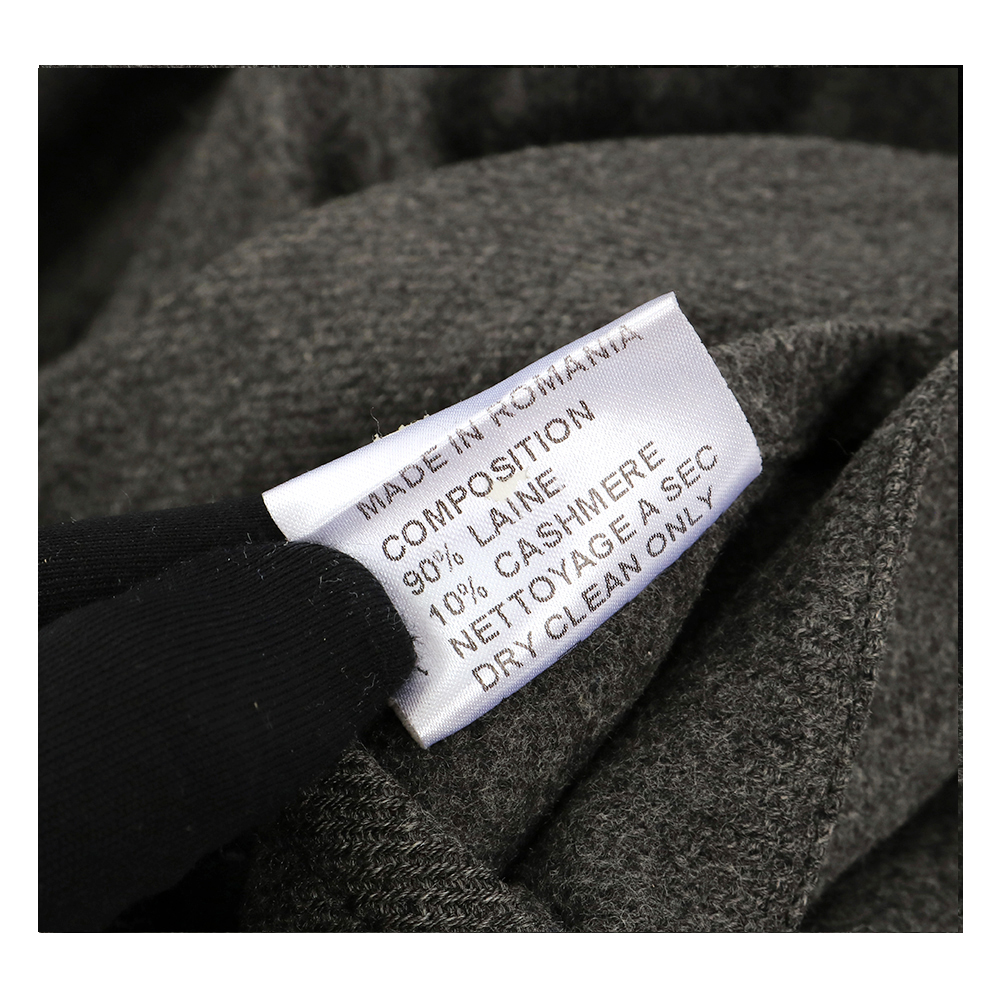 MADE IN ROMANIA
COMPOSITION
90% LAINE
10% CASHMERE
NETTOYAGE A SEC
DRY CLEAN ONLY